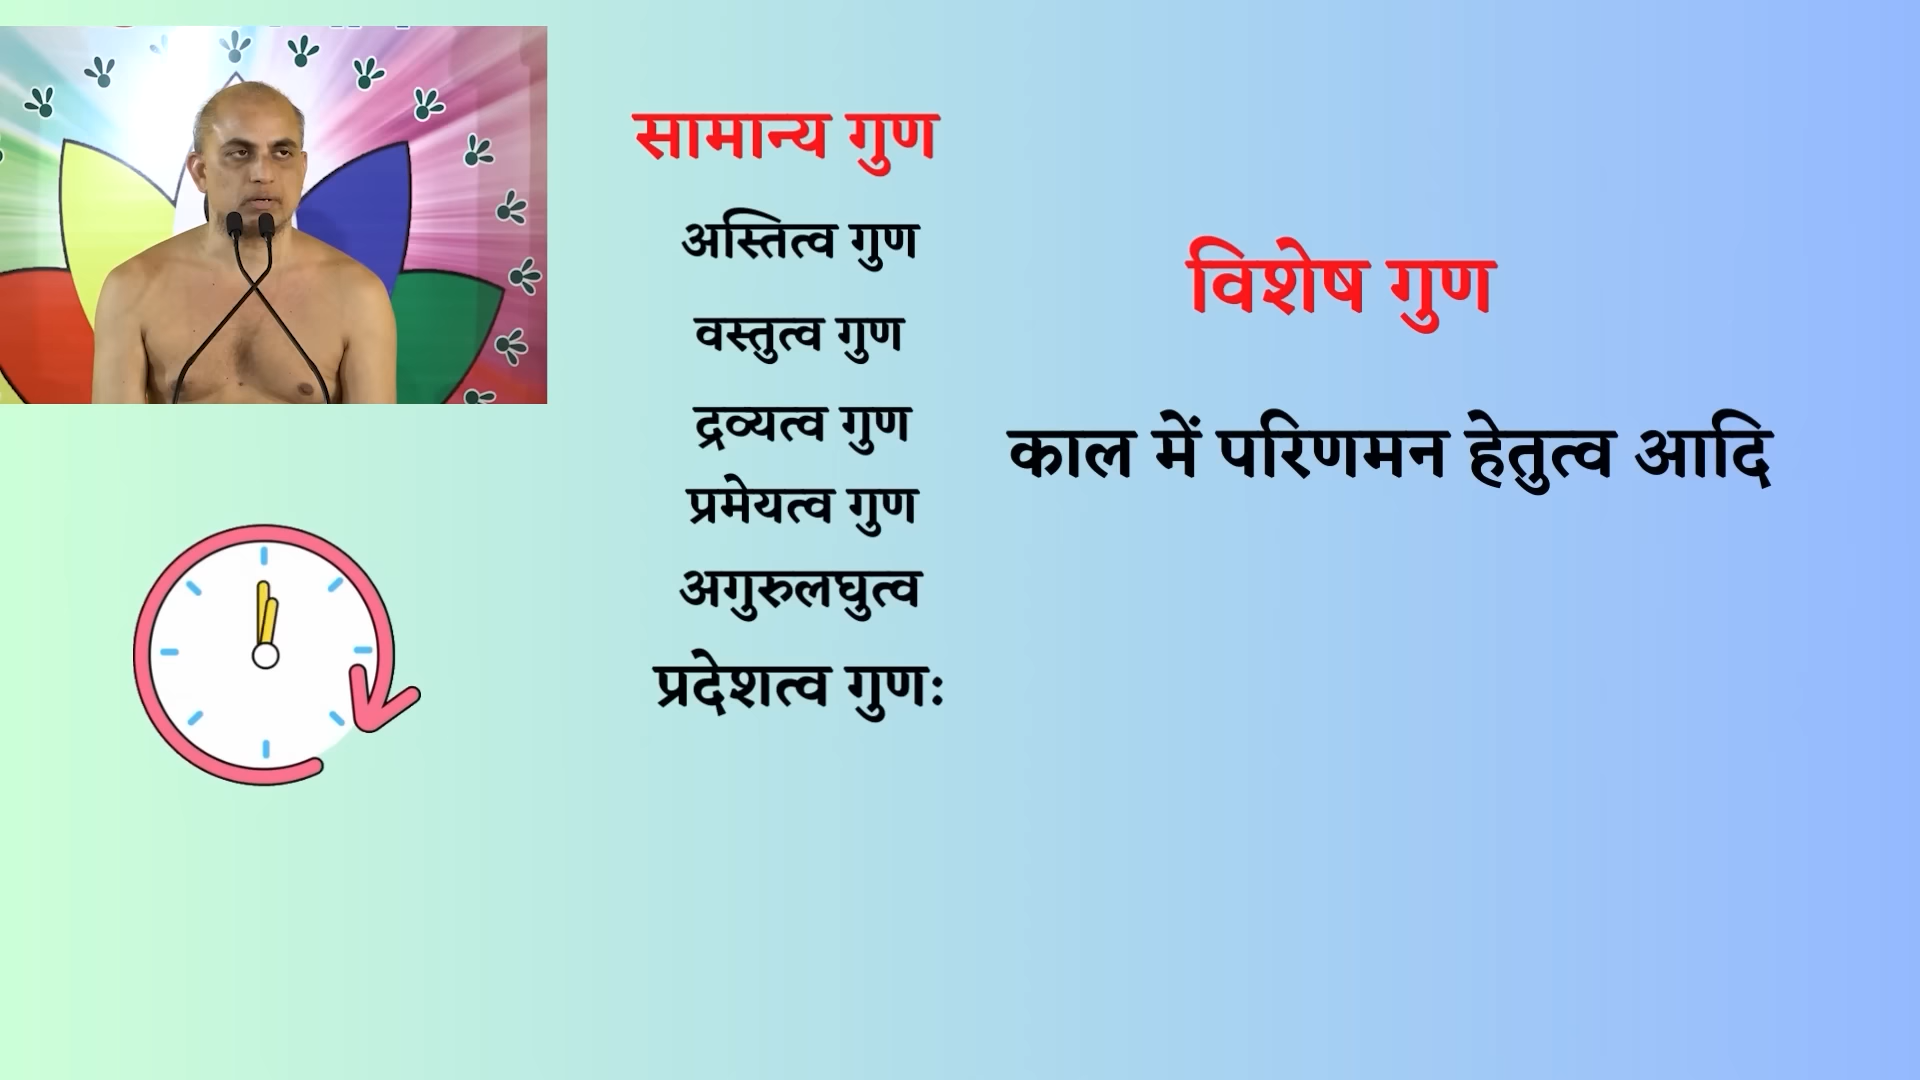 सामान्य गुण
अस्तित्व गुण
वस्तुत्व गुण
द्रव्यत्व गुण
प्रमेयत्व गुण
अगुरुलघुत्व
प्रदेशत्व गुण:
विशेष गुण
काल में परिणमन हेतुत्व आदि